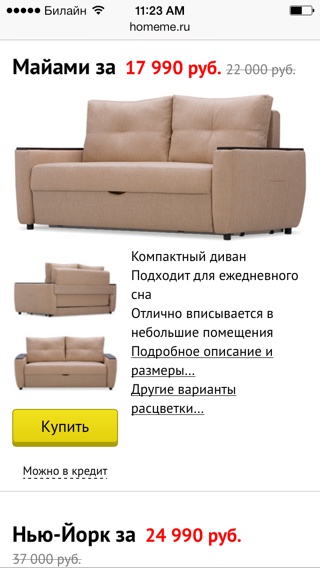 Билайн 11:23 AM
homeme.ru
Майами за 17 990 руб. 22 000 руб.
Компактный диван
Подходит для ежедневного
сна
Отлично вписывается в
небольшие помещения
Подробное описание и
размеры...
Другие варианты
расцветки...
Купить
Можно в кредит
Нью-Йорк за 24 990 руб.
37 000 руб.